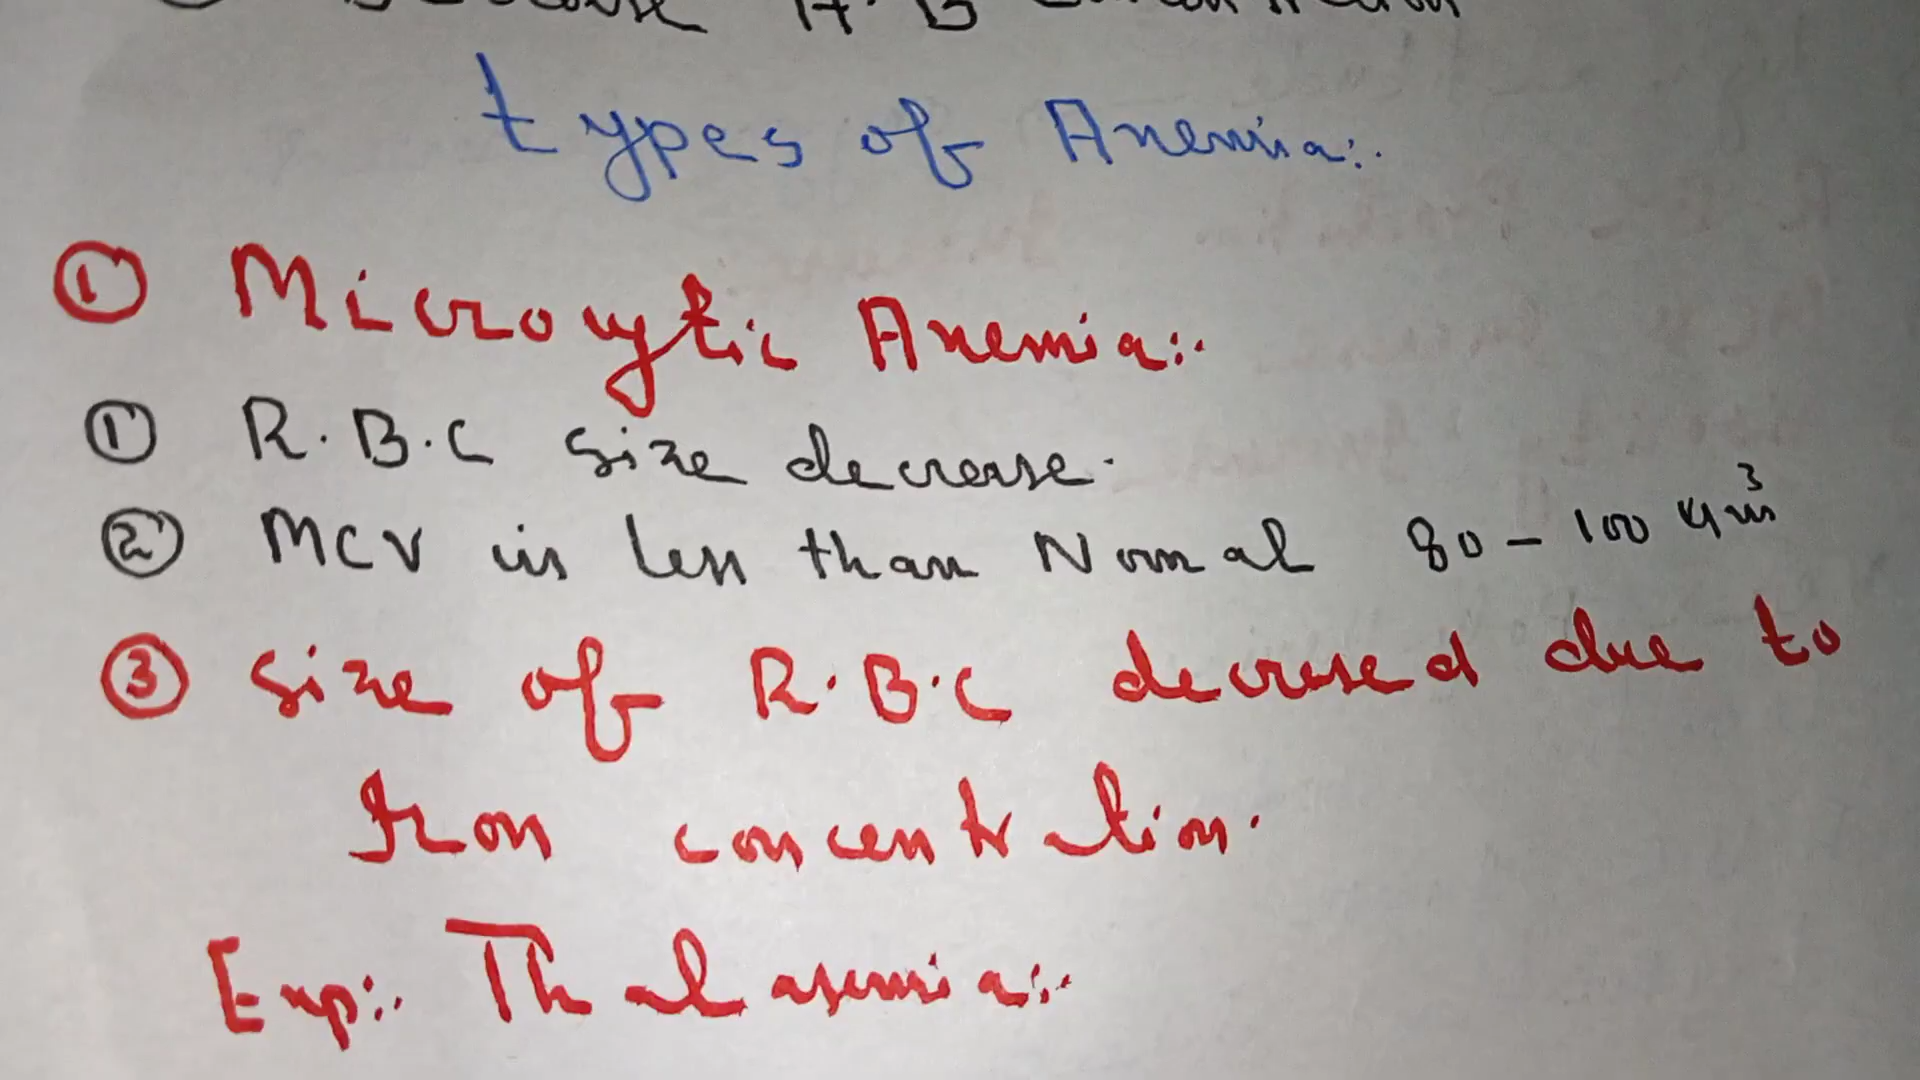 H.B
types of Anemia:.
① Microcytic Anemia:.
① R.B.C size decrease.
② MCV is less than Normal 80 - 100 μm³
③ size of R.B.C decreased due to
Iron concentration.
Exp:. Thalasemia:.